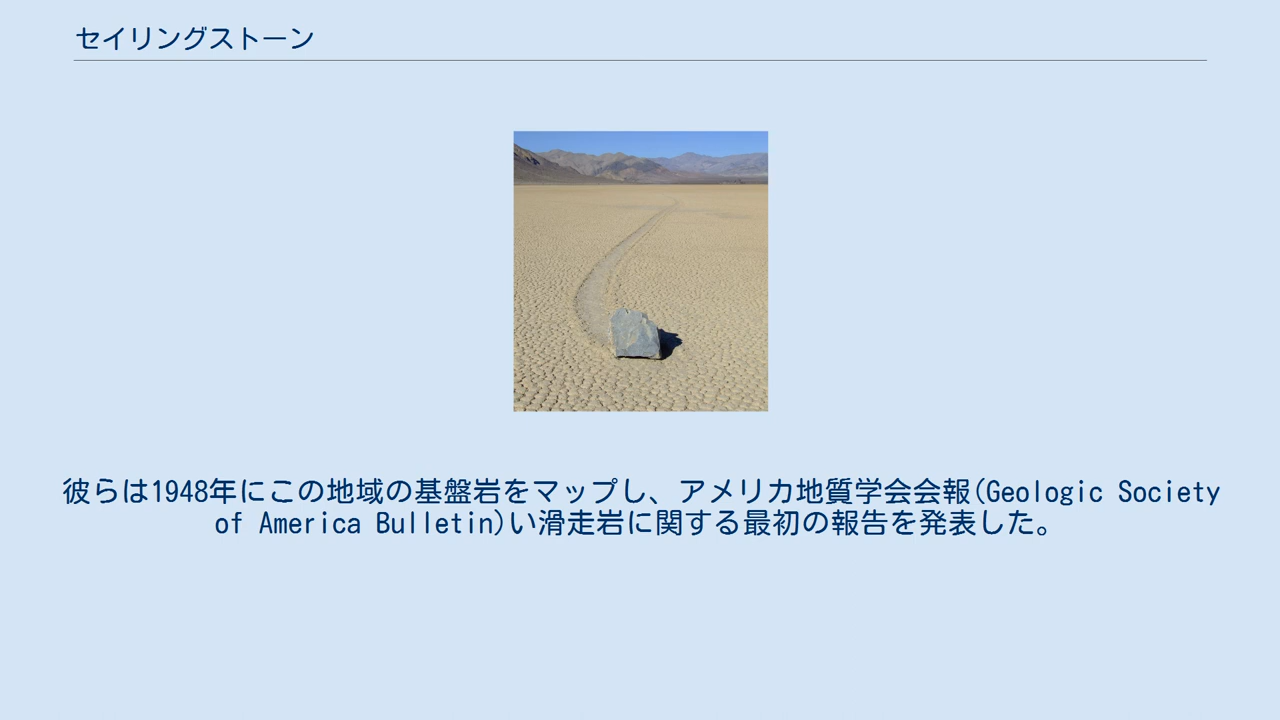 セイリングストーン
彼らは1948年にこの地域の基盤岩をマップし、アメリカ地質学会会報(Geologic Society
of America Bulletin)い滑走岩に関する最初の報告を発表した。